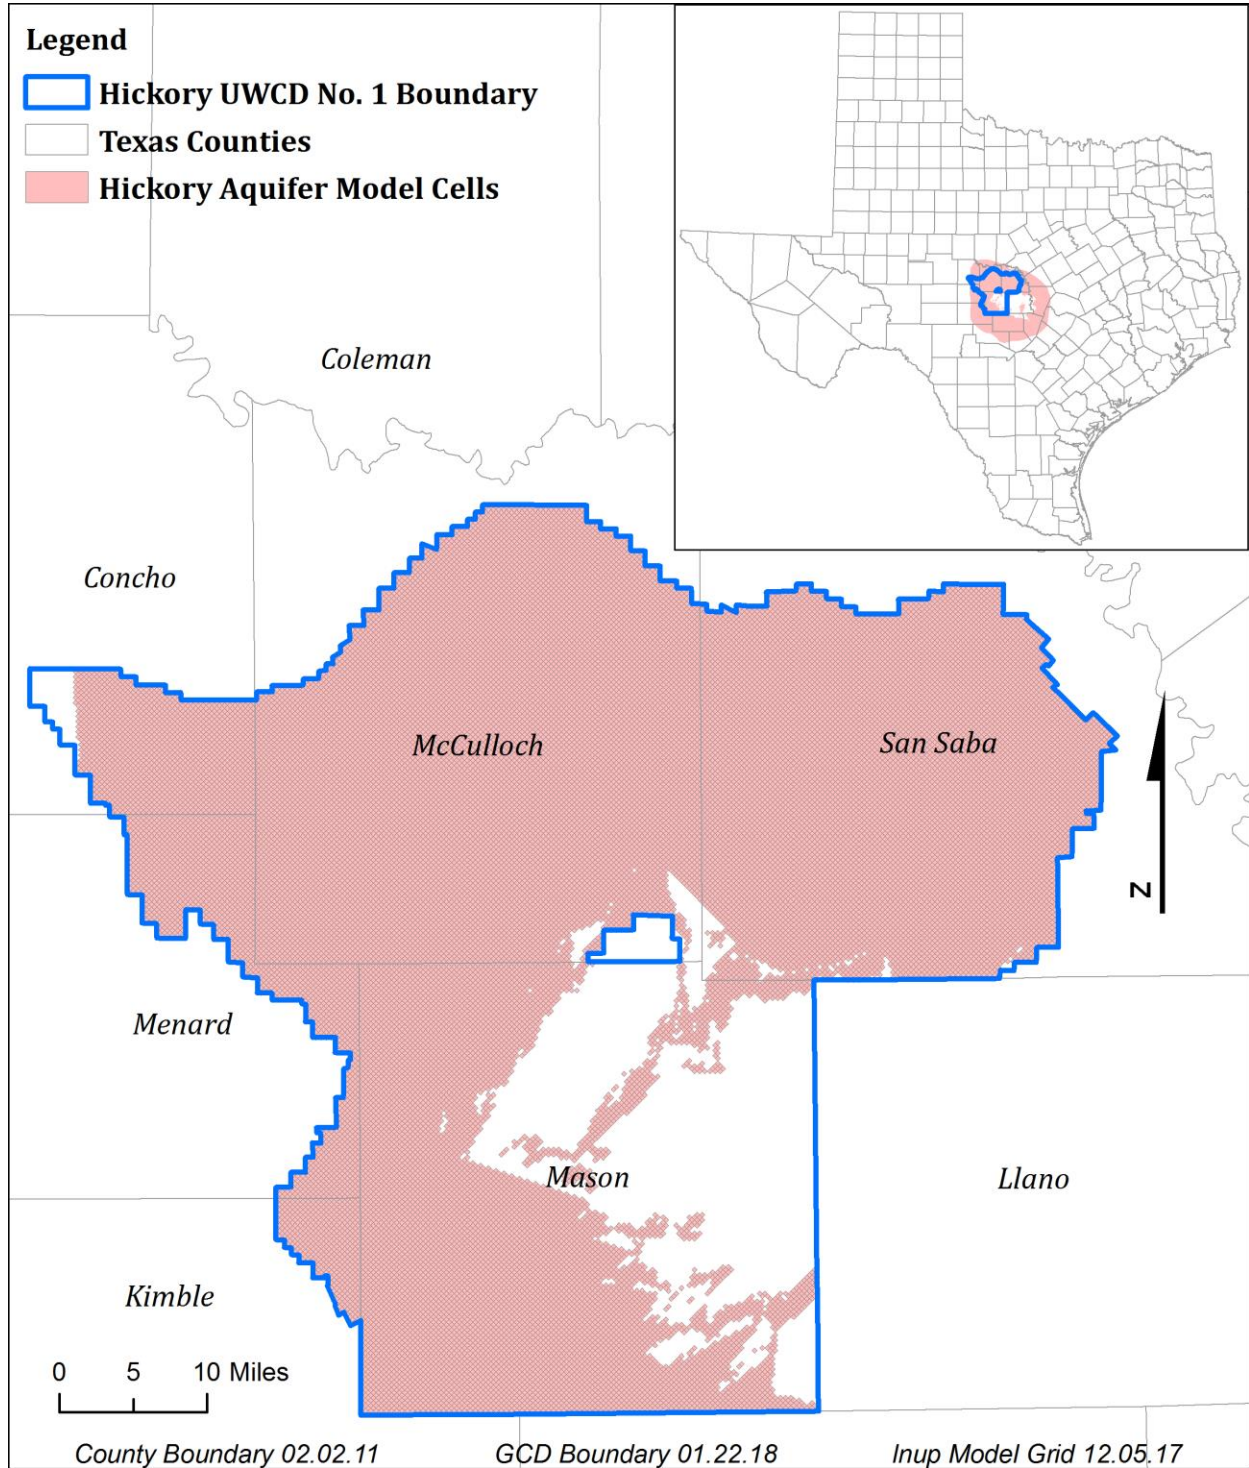 Legend
Hickory UWCD No. 1 Boundary
Texas Counties
Hickory Aquifer Model Cells
Coleman
Concho
McCulloch
San Saba
N
Menard
Mason
Llano
Kimble
0 5 10 Miles
County Boundary 02.02.11 GCD Boundary 01.22.18 Inup Model Grid 12.05.17